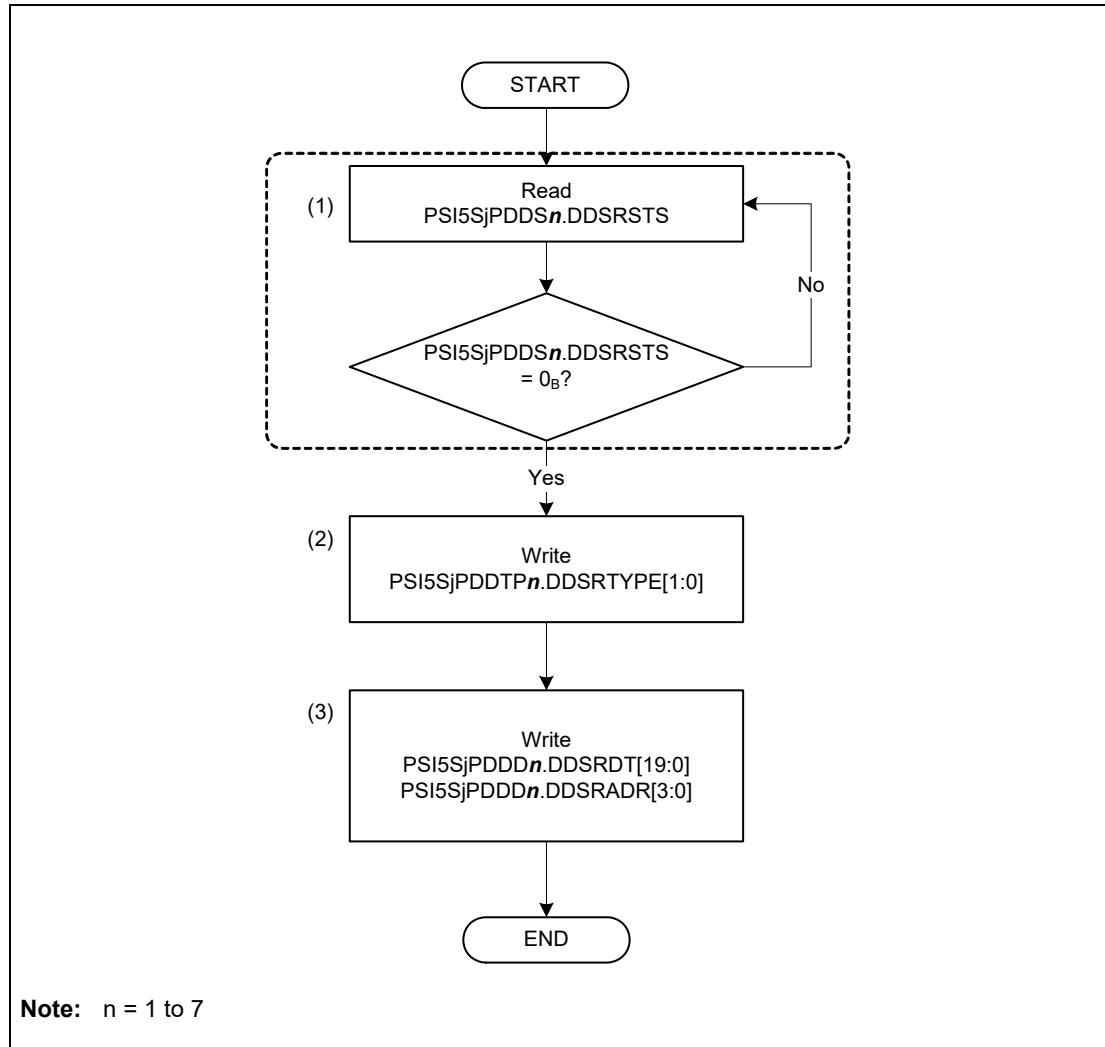 START
(1)
Read
PSI5SjPDDSn.DDSRSTS
No
PSI5SjPDDSn.DDSRSTS
= 0B?
Yes
(2)
Write
PSI5SjPDDTPn.DDSRTYPE[1:0]
(3)
Write
PSI5SjPDDDn.DDSRDT[19:0]
PSI5SjPDDDn.DDSRADR[3:0]
END
Note: n = 1 to 7